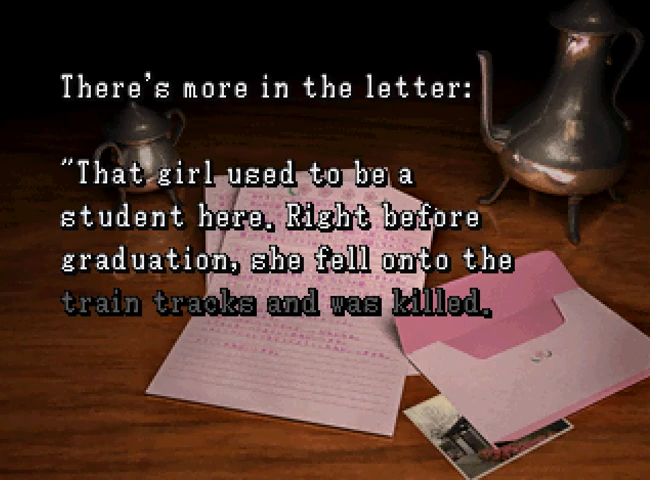 There's more in the letter:
"That girl used to be a
student here. Right before
graduation, she fell onto the
train tracks and was killed.